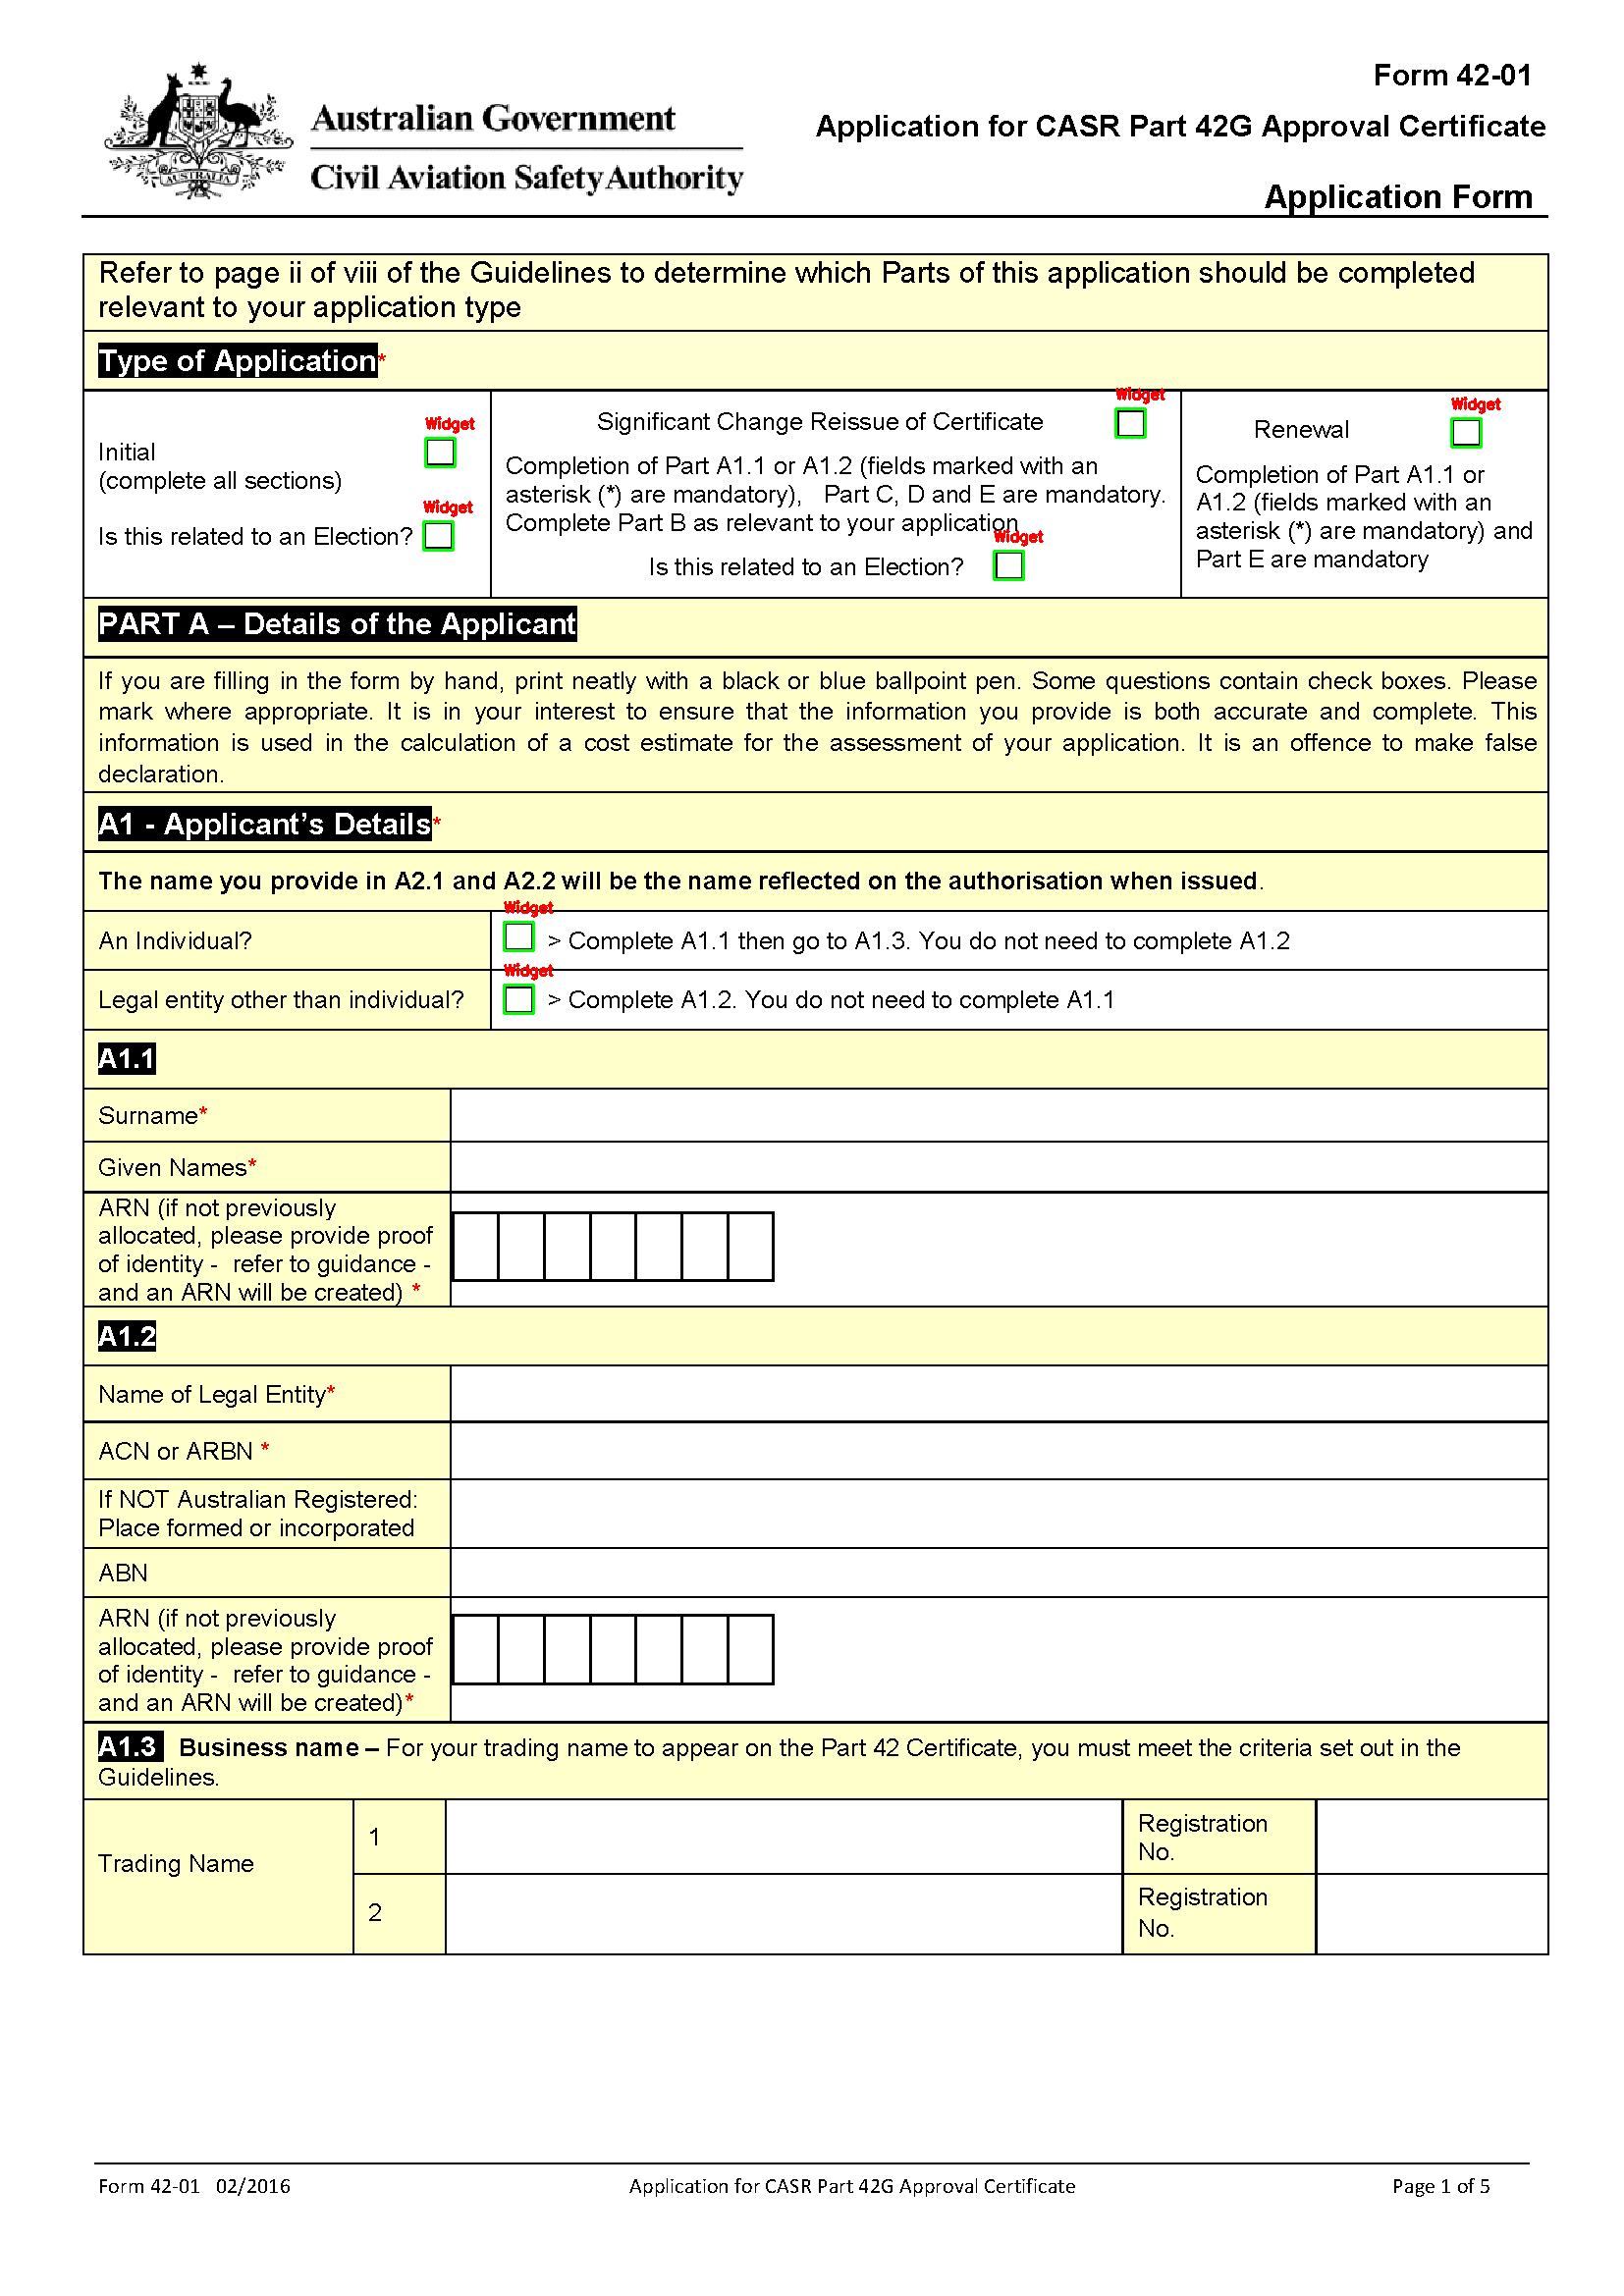 Form 42-01
Australian Government
Application for CASR Part 42G Approval Certificate
Civil Aviation Safety Authority
AUSTRALIA
Application Form
Refer to page ii of viii of the Guidelines to determine which Parts of this application should be completed
relevant to your application type
Type of Application*
Widget
Initial
(complete all sections)
Widget
Is this related to an Election?
Widget
Significant Change Reissue of Certificate
Completion of Part A1.1 or A1.2 (fields marked with an
asterisk (*) are mandatory), Part C, D and E are mandatory.
Complete Part B as relevant to your application
Widget
Is this related to an Election?
Widget
Renewal
Completion of Part A1.1 or
A1.2 (fields marked with an
asterisk (*) are mandatory) and
Part E are mandatory
PART A – Details of the Applicant
If you are filling in the form by hand, print neatly with a black or blue ballpoint pen. Some questions contain check boxes. Please
mark where appropriate. It is in your interest to ensure that the information you provide is both accurate and complete. This
information is used in the calculation of a cost estimate for the assessment of your application. It is an offence to make false
declaration.
A1 - Applicant’s Details*
The name you provide in A2.1 and A2.2 will be the name reflected on the authorisation when issued.
Widget
An Individual? > Complete A1.1 then go to A1.3. You do not need to complete A1.2
Widget
Legal entity other than individual? > Complete A1.2. You do not need to complete A1.1
A1.1
Surname*
Given Names*
ARN (if not previously
allocated, please provide proof
of identity - refer to guidance -
and an ARN will be created) *
A1.2
Name of Legal Entity*
ACN or ARBN *
If NOT Australian Registered:
Place formed or incorporated
ABN
ARN (if not previously
allocated, please provide proof
of identity - refer to guidance -
and an ARN will be created)*
A1.3 Business name – For your trading name to appear on the Part 42 Certificate, you must meet the criteria set out in the
Guidelines.
Trading Name
1
Registration
No.
2
Registration
No.
Form 42-01 02/2016 Application for CASR Part 42G Approval Certificate Page 1 of 5